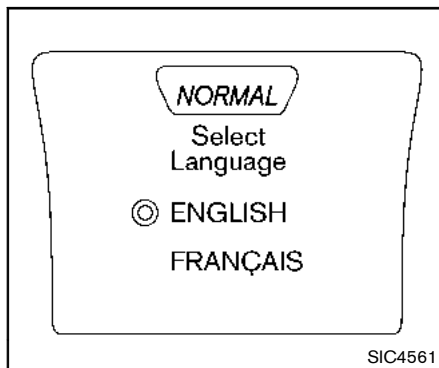 NORMAL
Select
Language
ENGLISH
FRANÇAIS
SIC4561